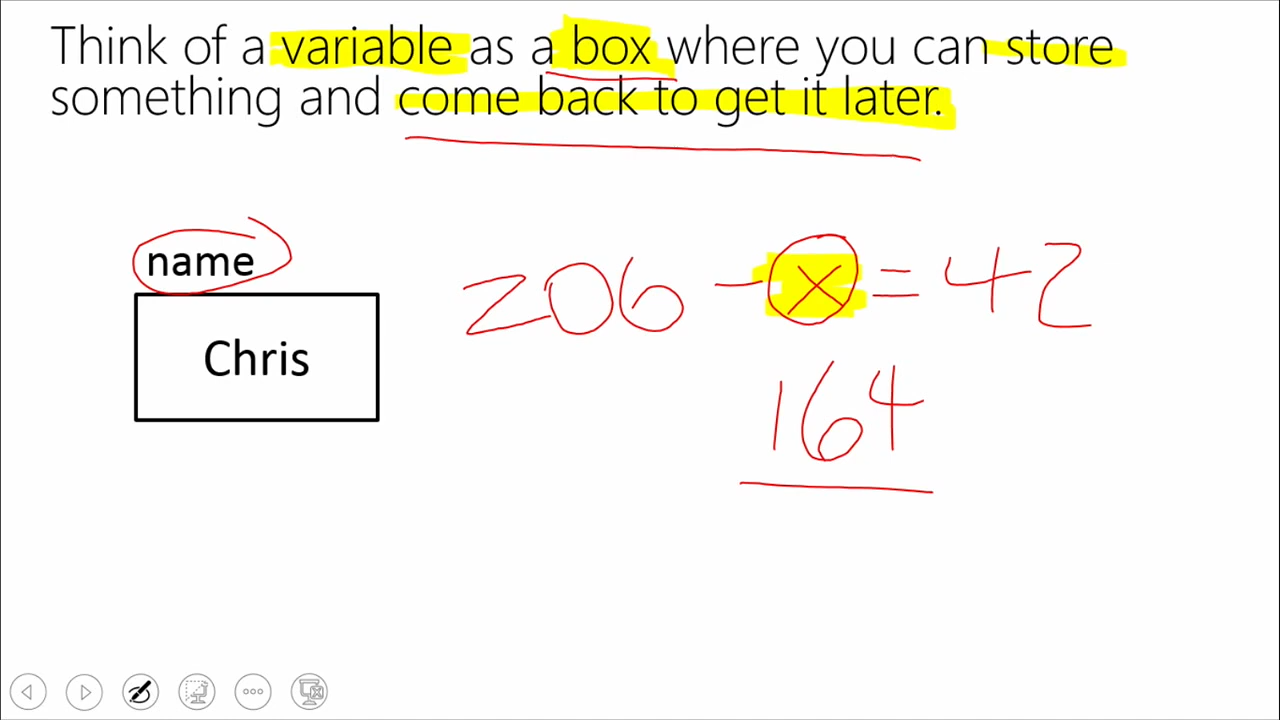 Think of a variable as a box where you can store
something and come back to get it later.
name
Chris
206 - x = 42
164